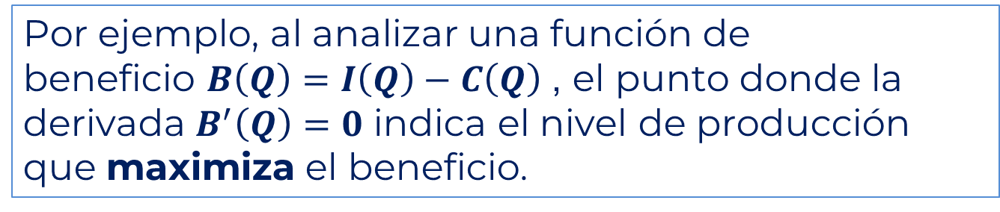 Por ejemplo, al analizar una función de
beneficio B(Q) = I(Q) − C(Q) , el punto donde la
derivada B′(Q) = 0 indica el nivel de producción
que maximiza el beneficio.